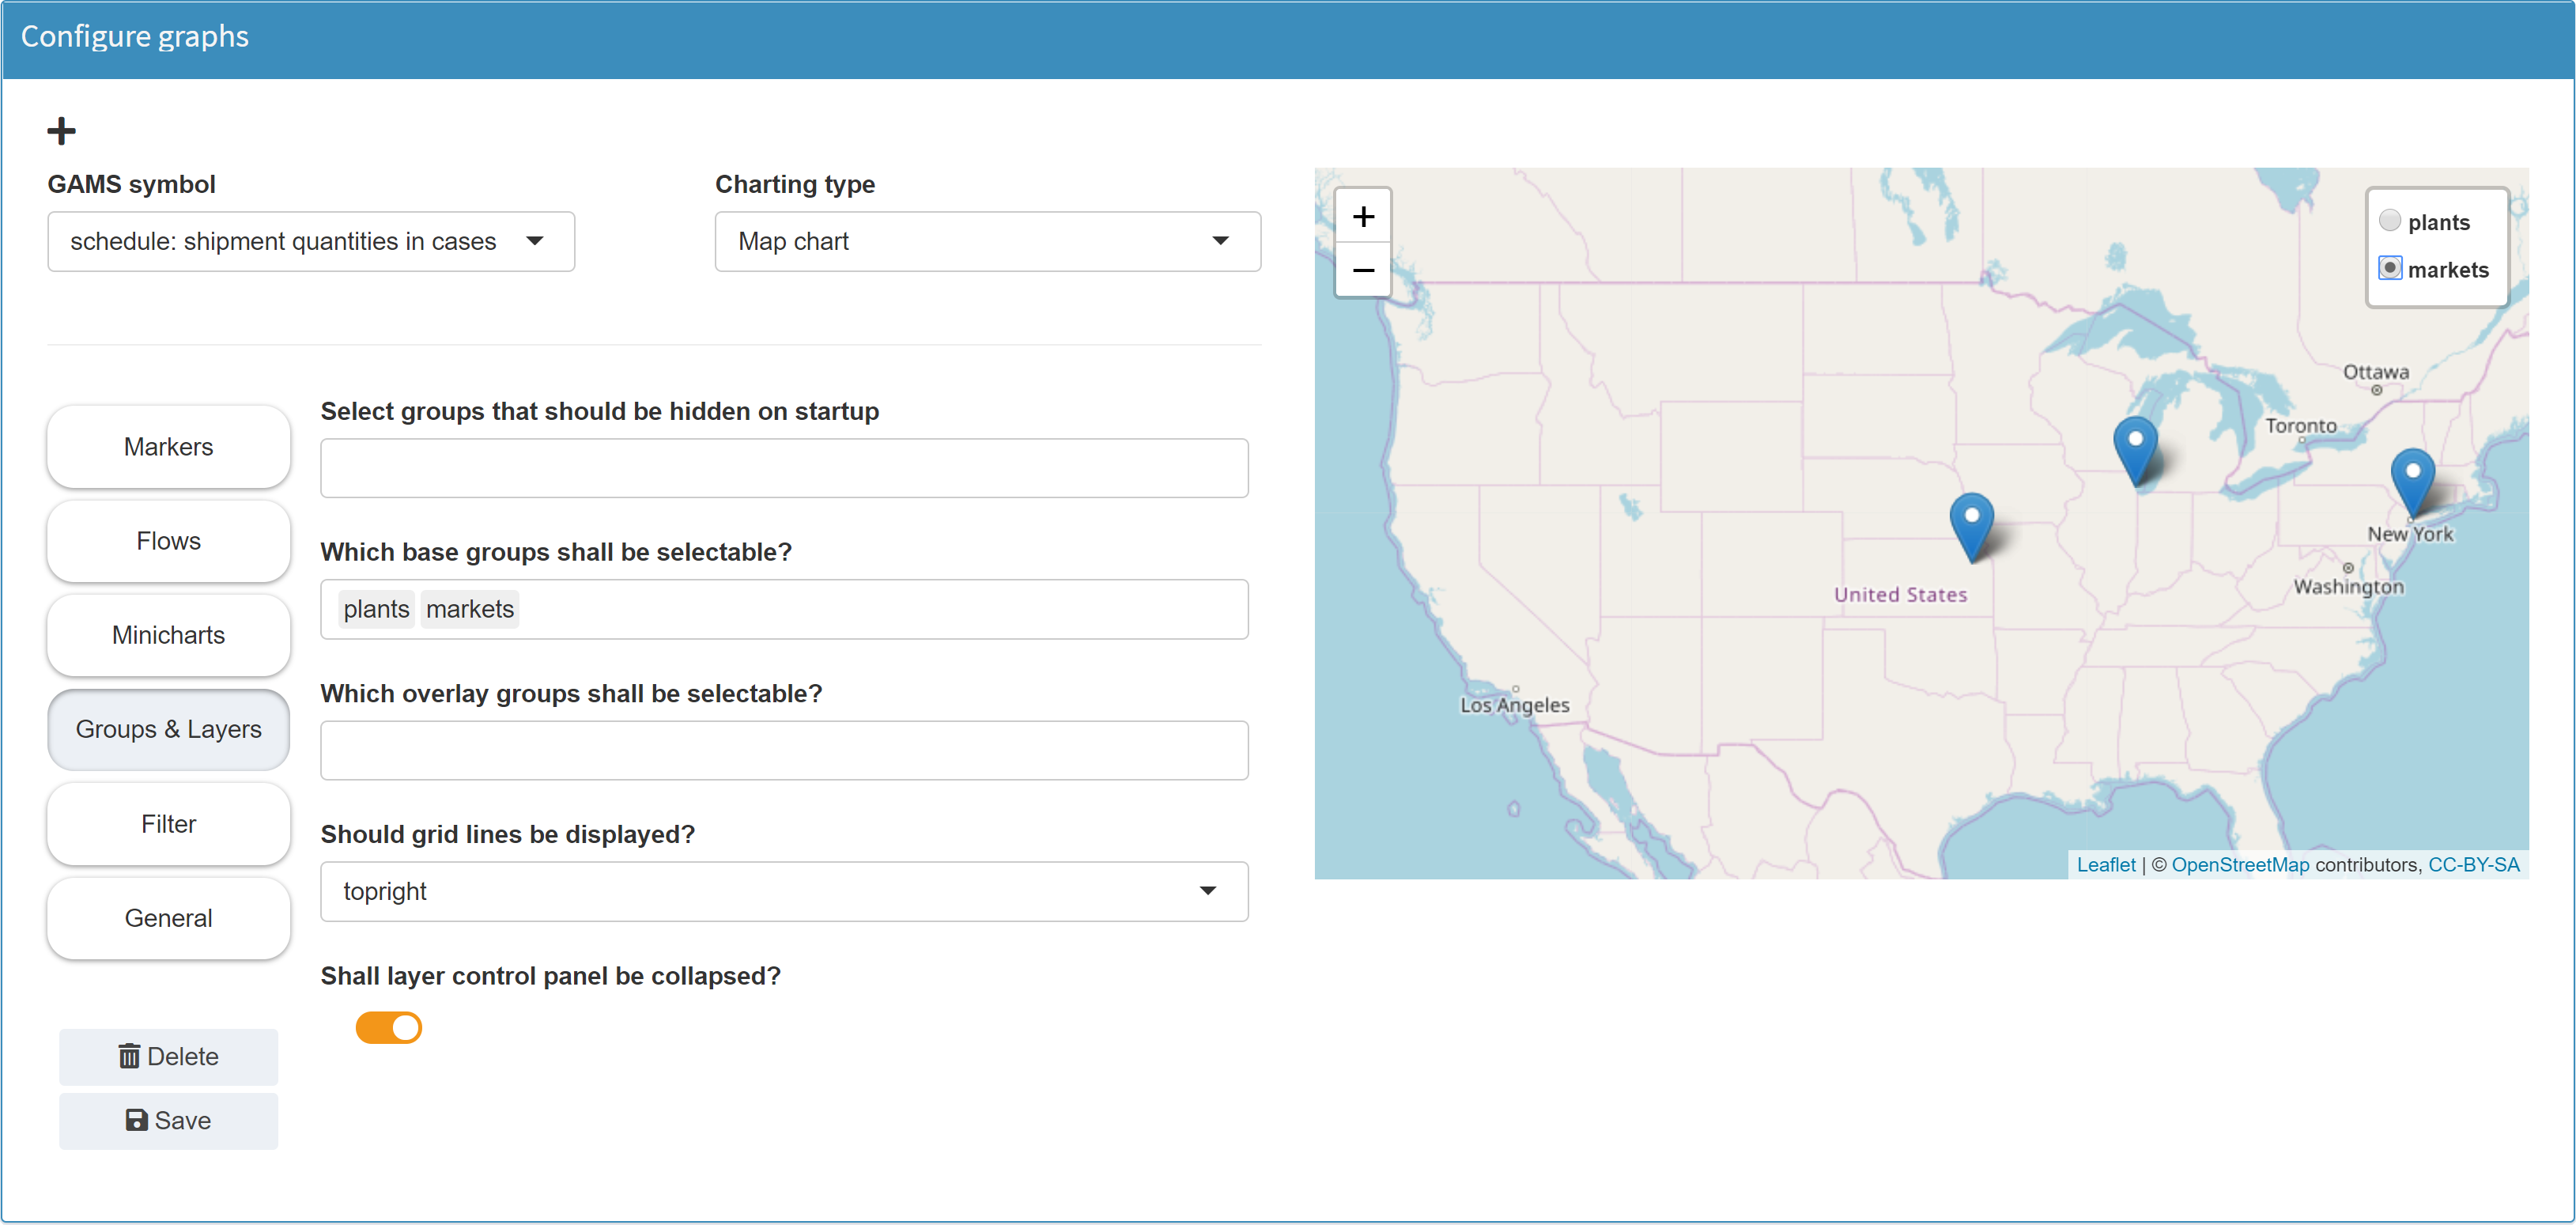 Configure graphs
GAMS symbol
schedule: shipment quantities in cases
Charting type
Map chart
Markers
Flows
Minicharts
Groups & Layers
Filter
General
Delete
Save
Select groups that should be hidden on startup
Which base groups shall be selectable?
plants markets
Which overlay groups shall be selectable?
Should grid lines be displayed?
topright
Shall layer control panel be collapsed?
+
−
plants
markets
Ottawa
Toronto
New York
Washington
United States
Los Angeles
Leaflet | © OpenStreetMap contributors, CC-BY-SA